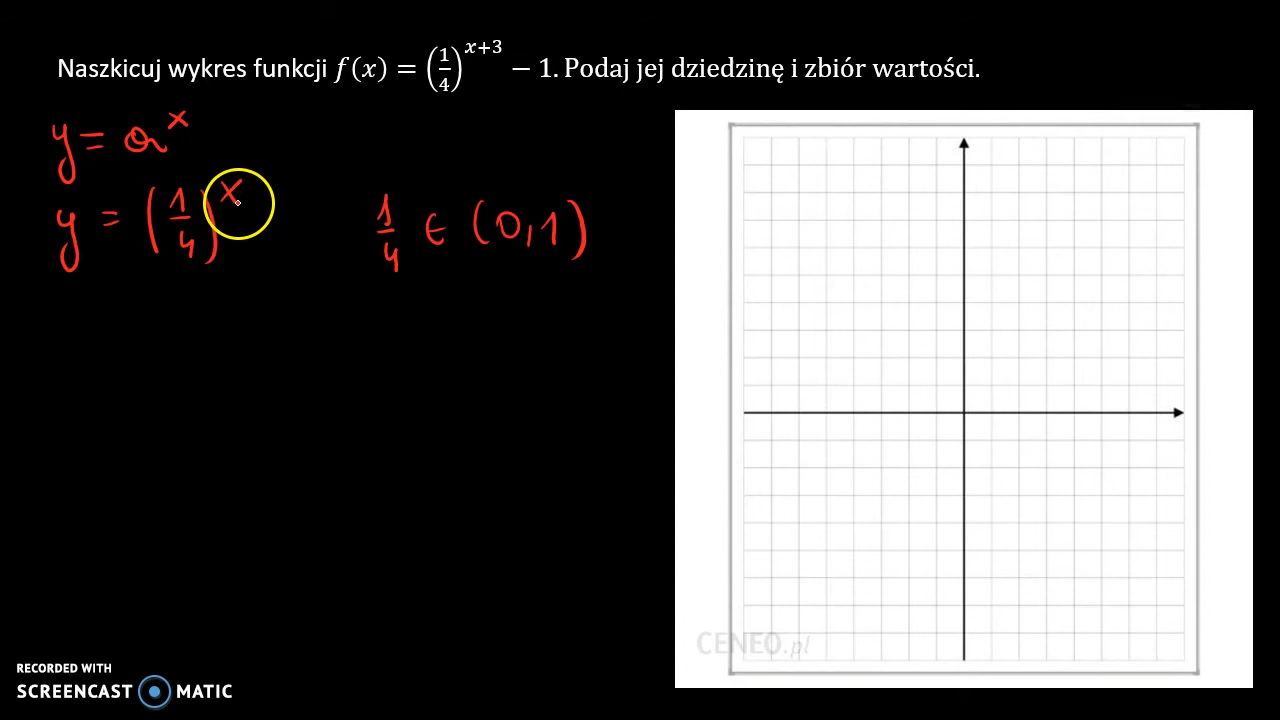 Naszkicuj wykres funkcji f(x) = (1/4)^(x+3) − 1. Podaj jej dziedzinę i zbiór wartości.
y = a^x
y = (1/4)^x
1/4 ∈ (0,1)
CENEO.pl
RECORDED WITH
SCREENCAST MATIC